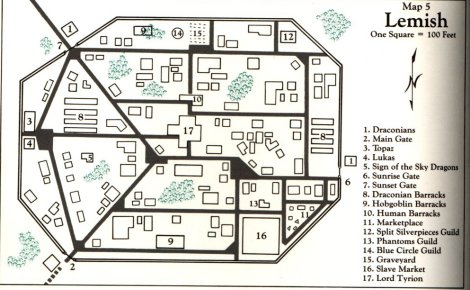 Map 5
Lemish
One Square = 100 Feet
N
1. Draconians
2. Main Gate
3. Topaz
4. Lukas
5. Sign of the Sky Dragons
6. Sunrise Gate
7. Sunset Gate
8. Draconian Barracks
9. Hobgoblin Barracks
10. Human Barracks
11. Marketplace
12. Split Silverpieces Guild
13. Phantoms Guild
14. Blue Circle Guild
15. Graveyard
16. Slave Market
17. Lord Tyrion
1
7
9
14
15
12
3
8
10
17
8
4
5
1
6
13
11
9
16
2